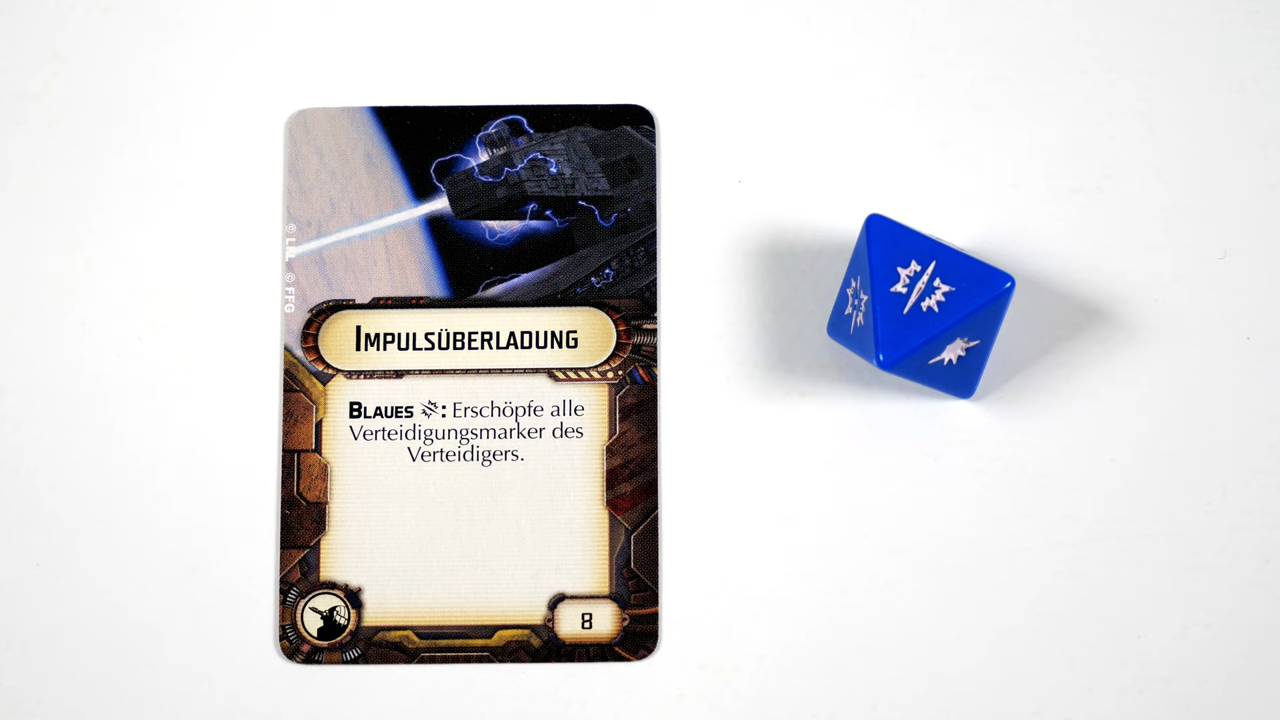 © LFL © FFG
IMPULSÜBERLADUNG
BLAUES : Erschöpfe alle
Verteidigungsmarker des
Verteidigers.
8